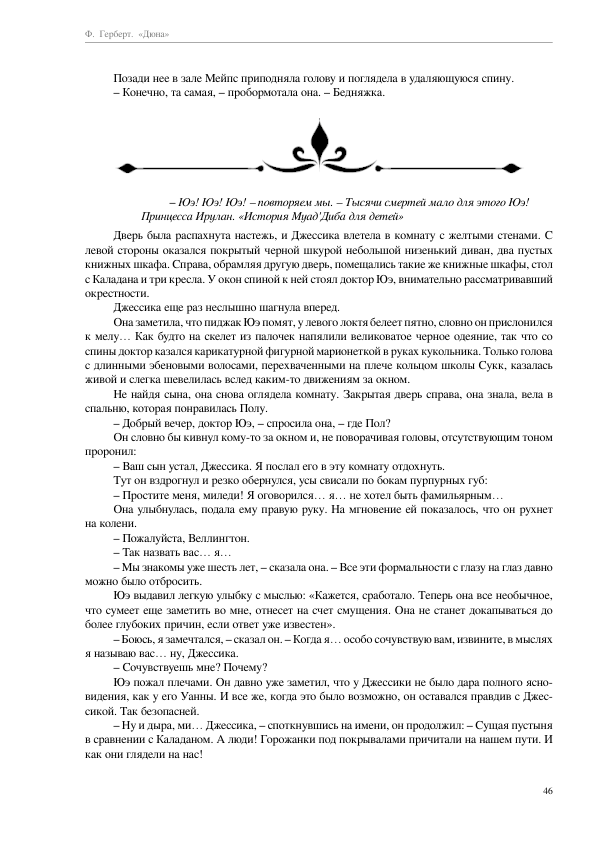 Ф. Герберт. «Дюна»
Позади нее в зале Мейпс приподняла голову и поглядела в удаляющуюся спину.
– Конечно, та самая, – пробормотала она. – Бедняжка.
– Юэ! Юэ! Юэ! – повторяем мы. – Тысячи смертей мало для этого Юэ!
Принцесса Ирулан. «История Муад'Диба для детей»
Дверь была распахнута настежь, и Джессика влетела в комнату с желтыми стенами. С
левой стороны оказался покрытый черной шкурой небольшой низенький диван, два пустых
книжных шкафа. Справа, обрамляя другую дверь, помещались такие же книжные шкафы, стол
с Каладана и три кресла. У окон спиной к ней стоял доктор Юэ, внимательно рассматривавший
окрестности.
Джессика еще раз неслышно шагнула вперед.
Она заметила, что пиджак Юэ помят, у левого локтя белеет пятно, словно он прислонился
к мелу… Как будто на скелет из палочек напялили великоватое черное одеяние, так что со
спины доктор казался карикатурной фигурной марионеткой в руках кукольника. Только голова
с длинными эбеновыми волосами, перехваченными на плече кольцом школы Сукк, казалась
живой и слегка шевелилась вслед каким-то движениям за окном.
Не найдя сына, она снова оглядела комнату. Закрытая дверь справа, она знала, вела в
спальню, которая понравилась Полу.
– Добрый вечер, доктор Юэ, – спросила она, – где Пол?
Он словно бы кивнул кому-то за окном и, не поворачивая головы, отсутствующим тоном
проронил:
– Ваш сын устал, Джессика. Я послал его в эту комнату отдохнуть.
Тут он вздрогнул и резко обернулся, усы свисали по бокам пурпурных губ:
– Простите меня, миледи! Я оговорился… я… не хотел быть фамильярным…
Она улыбнулась, подала ему правую руку. На мгновение ей показалось, что он рухнет
на колени.
– Пожалуйста, Веллингтон.
– Так назвать вас… я…
– Мы знакомы уже шесть лет, – сказала она. – Все эти формальности с глазу на глаз давно
можно было отбросить.
Юэ выдавил легкую улыбку с мыслью: «Кажется, сработало. Теперь она все необычное,
что сумеет еще заметить во мне, отнесет на счет смущения. Она не станет докапываться до
более глубоких причин, если ответ уже известен».
– Боюсь, я замечтался, – сказал он. – Когда я… особо сочувствую вам, извините, в мыслях
я называю вас… ну, Джессика.
– Сочувствуешь мне? Почему?
Юэ пожал плечами. Он давно уже заметил, что у Джессики не было дара полного ясно-
видения, как у его Уанны. И все же, когда это было возможно, он оставался правдив с Джес-
сикой. Так безопасней.
– Ну и дыра, ми… Джессика, – споткнувшись на имени, он продолжил: – Сущая пустыня
в сравнении с Каладаном. А люди! Горожанки под покрывалами причитали на нашем пути. И
как они глядели на нас!
46